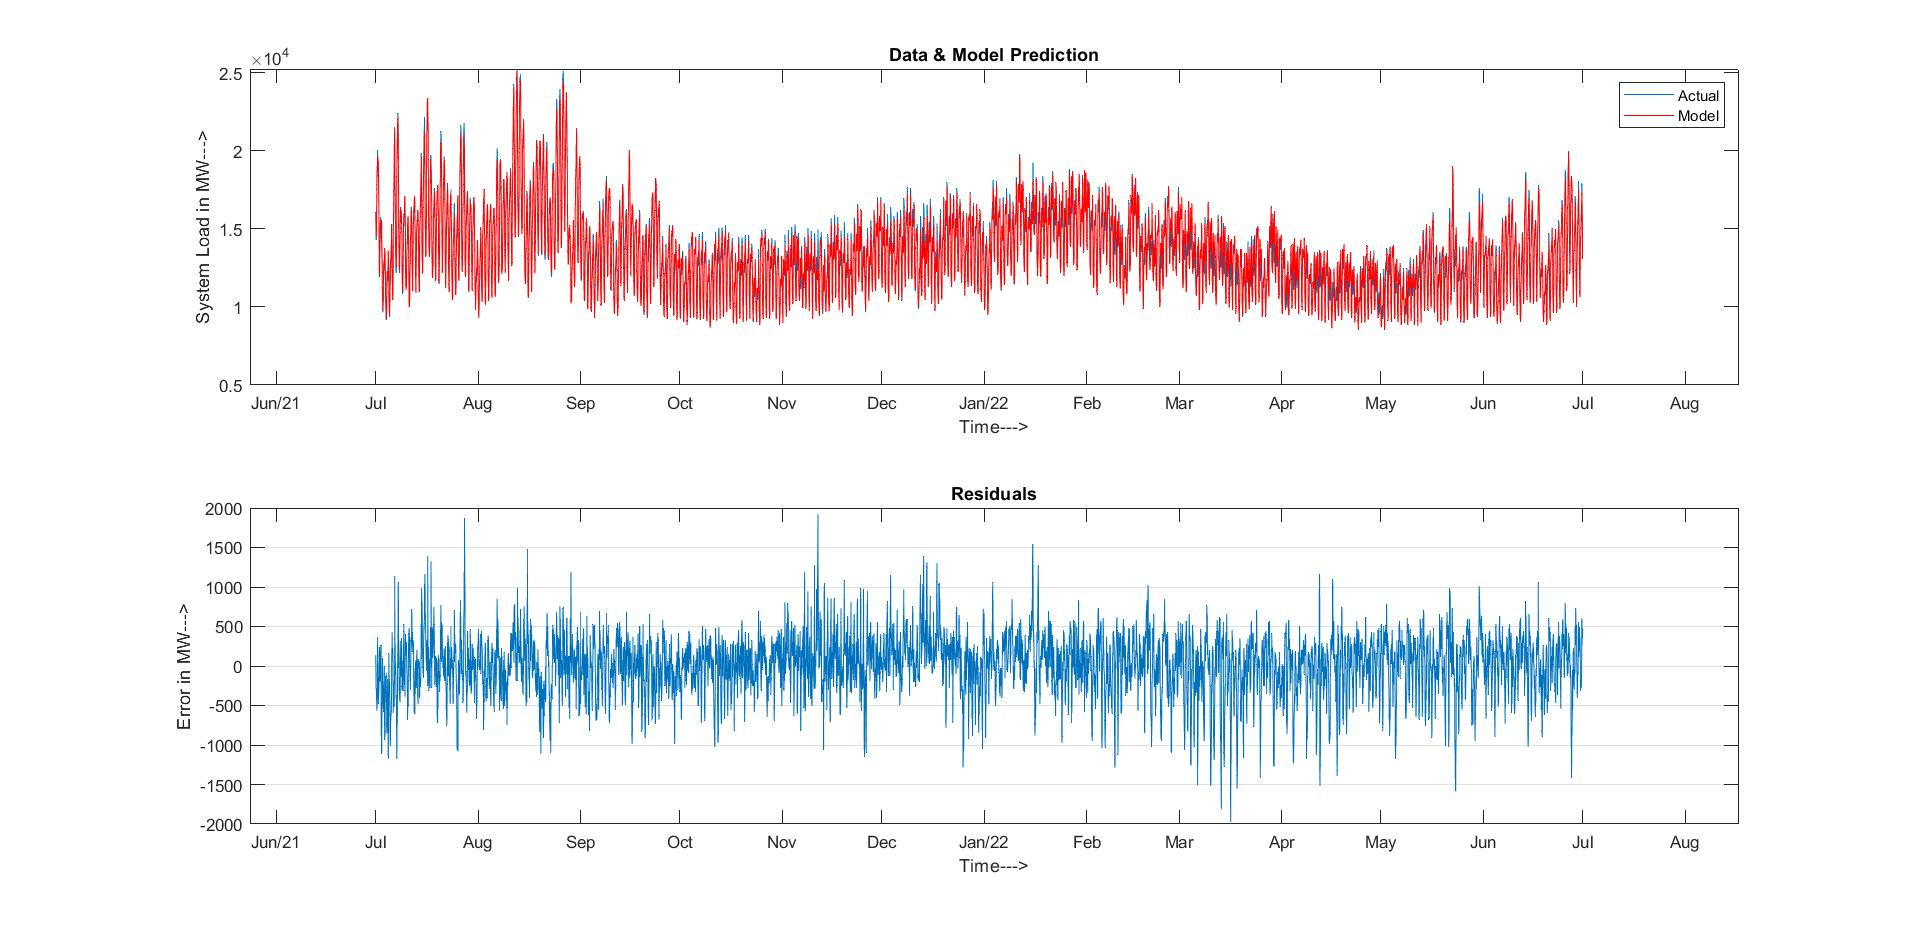 Data & Model Prediction
×10⁴
2.5
2
1.5
1
0.5
System Load in MW--->
Actual
Model
Jun/21 Jul Aug Sep Oct Nov Dec Jan/22 Feb Mar Apr May Jun Jul Aug
Time--->
Residuals
2000
1500
1000
500
0
-500
-1000
-1500
-2000
Error in MW--->
Jun/21 Jul Aug Sep Oct Nov Dec Jan/22 Feb Mar Apr May Jun Jul Aug
Time--->